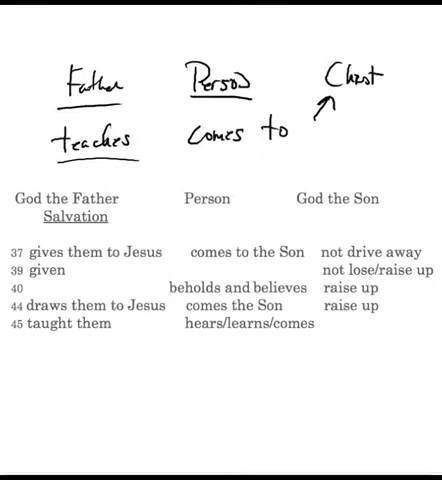 Father Person Christ
teaches comes to
God the Father Person God the Son
Salvation
37 gives them to Jesus comes to the Son not drive away
39 given not lose/raise up
40 beholds and believes raise up
44 draws them to Jesus comes the Son raise up
45 taught them hears/learns/comes